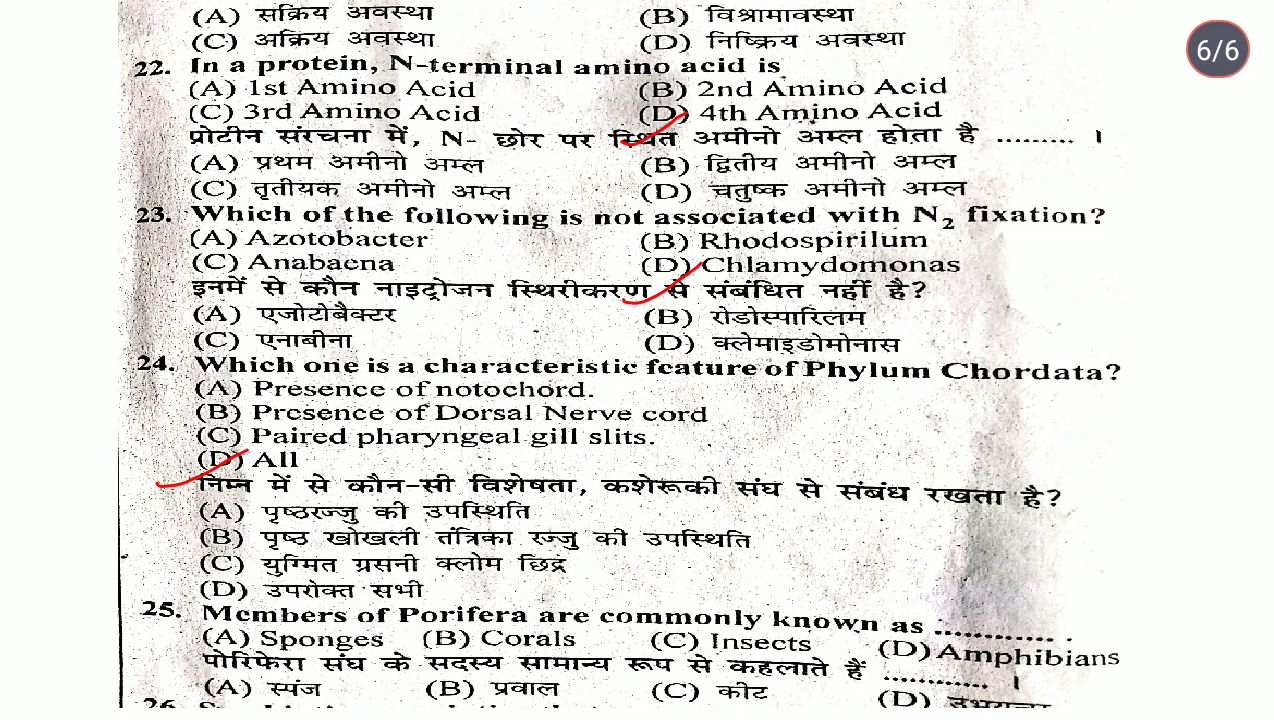 (A) सक्रिय अवस्था (B) विश्रामावस्था
6/6
(C) अक्रिय अवस्था (D) निष्क्रिय अवस्था
22. In a protein, N-terminal amino acid is
(A) 1st Amino Acid (B) 2nd Amino Acid
(C) 3rd Amino Acid (D) 4th Amino Acid
प्रोटीन संरचना में, N- छोर पर स्थित अमीनो अम्ल होता है ......... ।
(A) प्रथम अमीनो अम्ल (B) द्वितीय अमीनो अम्ल
(C) तृतीयक अमीनो अम्ल (D) चतुष्क अमीनो अम्ल
23. Which of the following is not associated with N2 fixation?
(A) Azotobacter (B) Rhodospirilum
(C) Anabaena (D) Chlamydomonas
इनमें से कौन नाइट्रोजन स्थिरीकरण से संबंधित नहीं है?
(A) एजोटोबैक्टर (B) रोडोस्पारिलम
(C) एनाबीना (D) क्लेमाइडोमोनास
24. Which one is a characteristic feature of Phylum Chordata?
(A) Presence of notochord.
(B) Presence of Dorsal Nerve cord
(C) Paired pharyngeal gill slits.
(D) All
निम्न में से कौन-सी विशेषता, कशेरूकी संघ से संबंध रखता है?
(A) पृष्ठरज्जु की उपस्थिति
(B) पृष्ठ खोखली तंत्रिका रज्जु की उपस्थिति
(C) युग्मित ग्रसनी क्लोम छिद्र
(D) उपरोक्त सभी
25. Members of Porifera are commonly known as ............ .
(A) Sponges (B) Corals (C) Insects (D) Amphibians
पोरिफेरा संघ के सदस्य सामान्य रूप से कहलाते हैं ............ ।
(A) स्पंज (B) प्रवाल (C) कीट (D)
26.